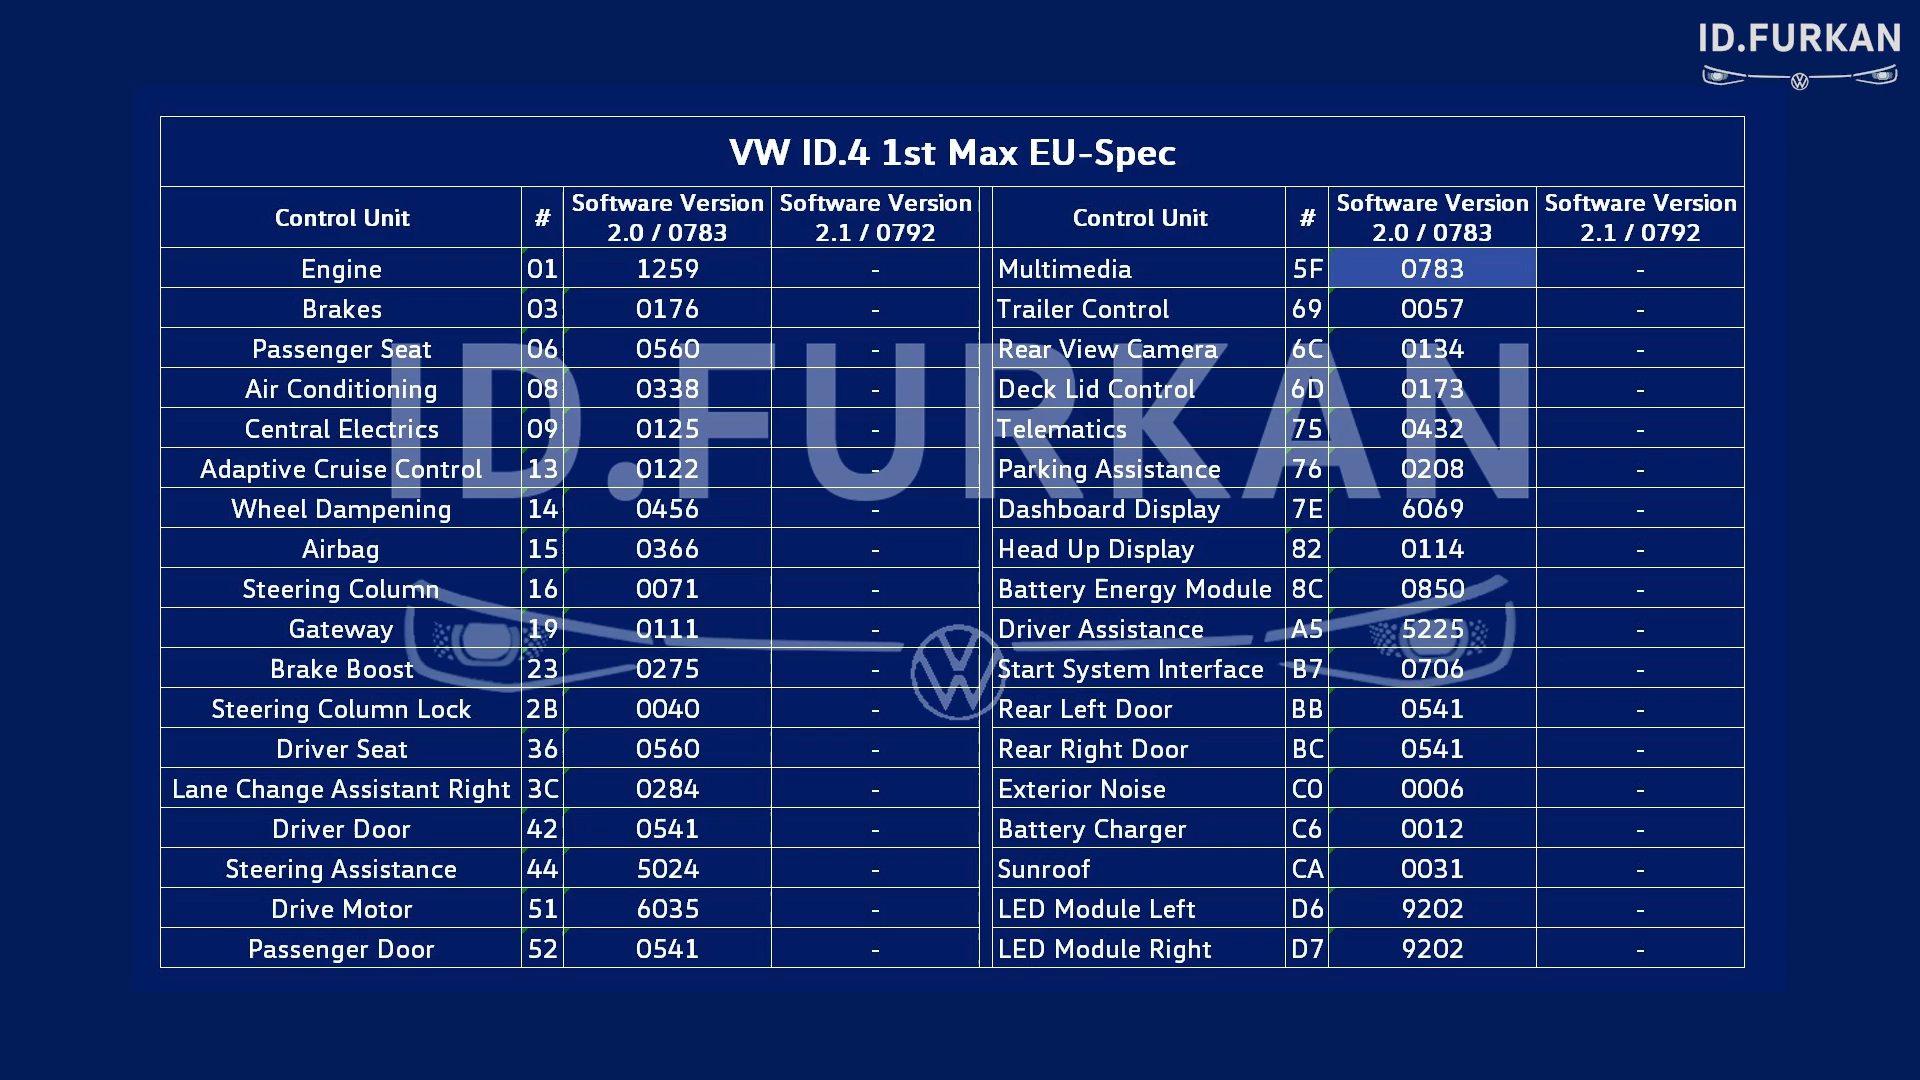 ID.FURKAN
VW ID.4 1st Max EU-Spec
Control Unit # Software Version 2.0 / 0783 Software Version 2.1 / 0792 Control Unit # Software Version 2.0 / 0783 Software Version 2.1 / 0792
Engine 01 1259 - Multimedia 5F 0783 -
Brakes 03 0176 - Trailer Control 69 0057 -
Passenger Seat 06 0560 - Rear View Camera 6C 0134 -
Air Conditioning 08 0338 - Deck Lid Control 6D 0173 -
Central Electrics 09 0125 - Telematics 75 0432 -
Adaptive Cruise Control 13 0122 - Parking Assistance 76 0208 -
Wheel Dampening 14 0456 - Dashboard Display 7E 6069 -
Airbag 15 0366 - Head Up Display 82 0114 -
Steering Column 16 0071 - Battery Energy Module 8C 0850 -
Gateway 19 0111 - Driver Assistance A5 5225 -
Brake Boost 23 0275 - Start System Interface B7 0706 -
Steering Column Lock 2B 0040 - Rear Left Door BB 0541 -
Driver Seat 36 0560 - Rear Right Door BC 0541 -
Lane Change Assistant Right 3C 0284 - Exterior Noise C0 0006 -
Driver Door 42 0541 - Battery Charger C6 0012 -
Steering Assistance 44 5024 - Sunroof CA 0031 -
Drive Motor 51 6035 - LED Module Left D6 9202 -
Passenger Door 52 0541 - LED Module Right D7 9202 -
ID.FURKAN